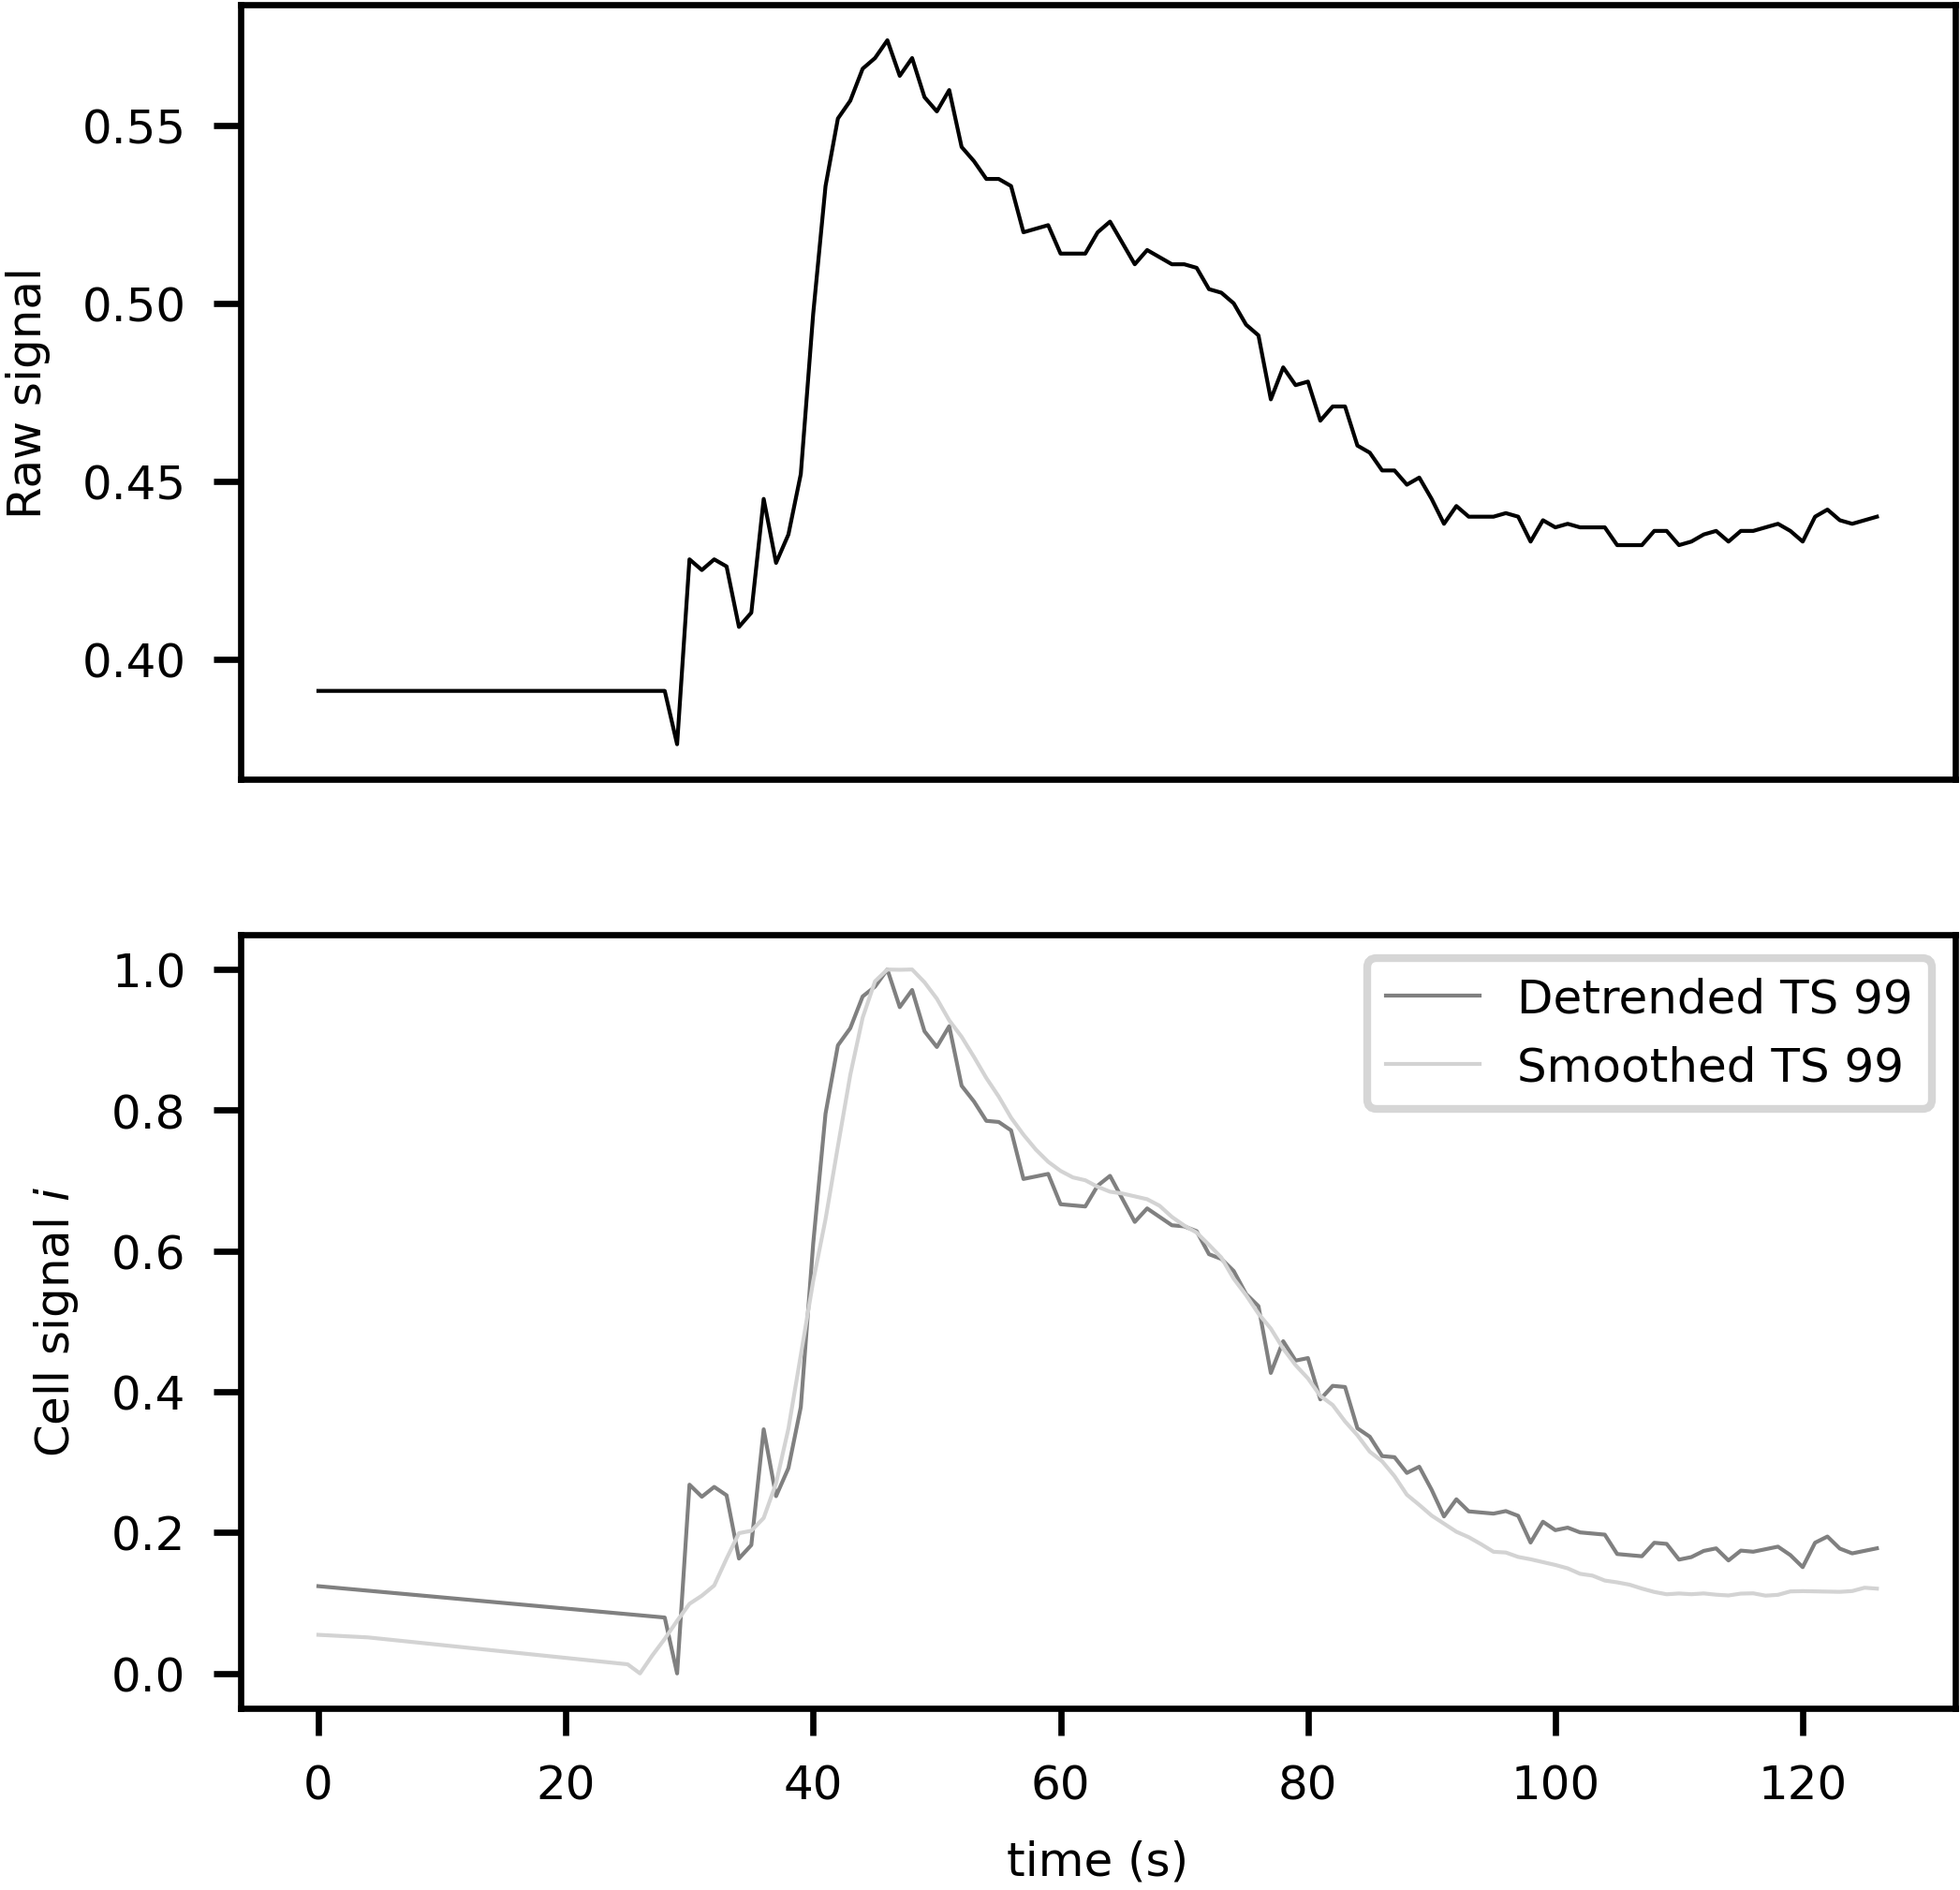 Raw signal
0.55
0.50
0.45
0.40
Cell signal i
1.0
0.8
0.6
0.4
0.2
0.0
Detrended TS 99
Smoothed TS 99
0 20 40 60 80 100 120
time (s)